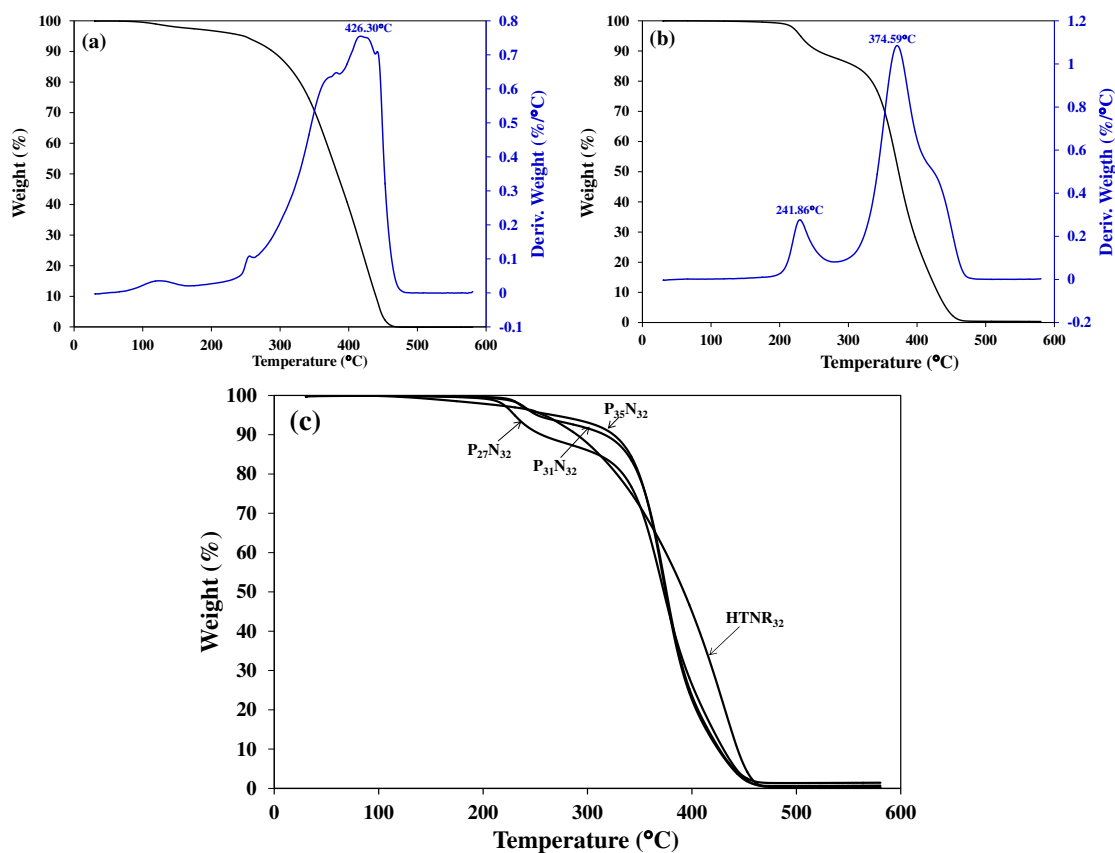 (a)
426.30°C
100
90
80
70
60
50
40
30
20
10
0
Weight (%)
0.8
0.7
0.6
0.5
0.4
0.3
0.2
0.1
0
-0.1
Deriv. Weight (%/°C)
0 100 200 300 400 500 600
Temperature (°C)
(b)
374.59°C
241.86°C
100
90
80
70
60
50
40
30
20
10
0
Weight (%)
1.2
1
0.8
0.6
0.4
0.2
0
-0.2
Deriv. Weigth (%/°C)
0 100 200 300 400 500 600
Temperature (°C)
(c)
100
90
80
70
60
50
40
30
20
10
0
Weight (%)
P₃₅N₃₂
P₂₇N₃₂
P₃₁N₃₂
HTNR₃₂
0 100 200 300 400 500 600
Temperature (°C)